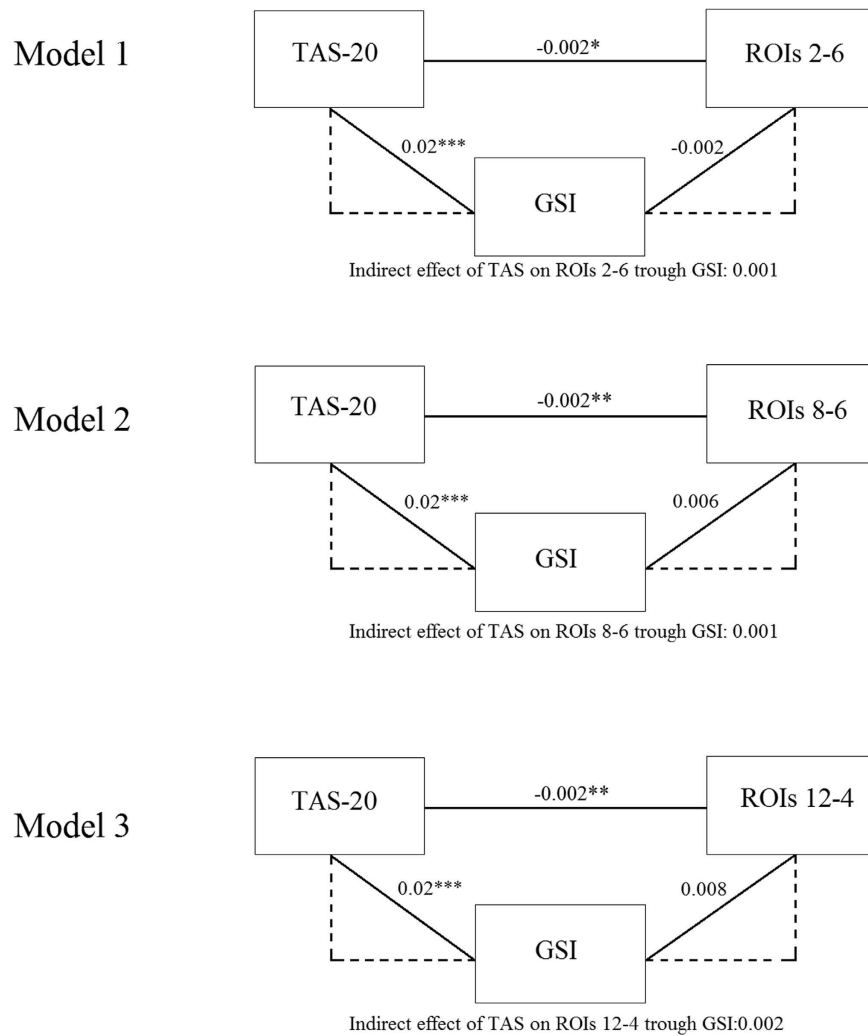 Model 1
TAS-20
-0.002*
ROIs 2-6
0.02***
-0.002
GSI
Indirect effect of TAS on ROIs 2-6 trough GSI: 0.001
Model 2
TAS-20
-0.002**
ROIs 8-6
0.02***
0.006
GSI
Indirect effect of TAS on ROIs 8-6 trough GSI: 0.001
Model 3
TAS-20
-0.002**
ROIs 12-4
0.02***
0.008
GSI
Indirect effect of TAS on ROIs 12-4 trough GSI:0.002